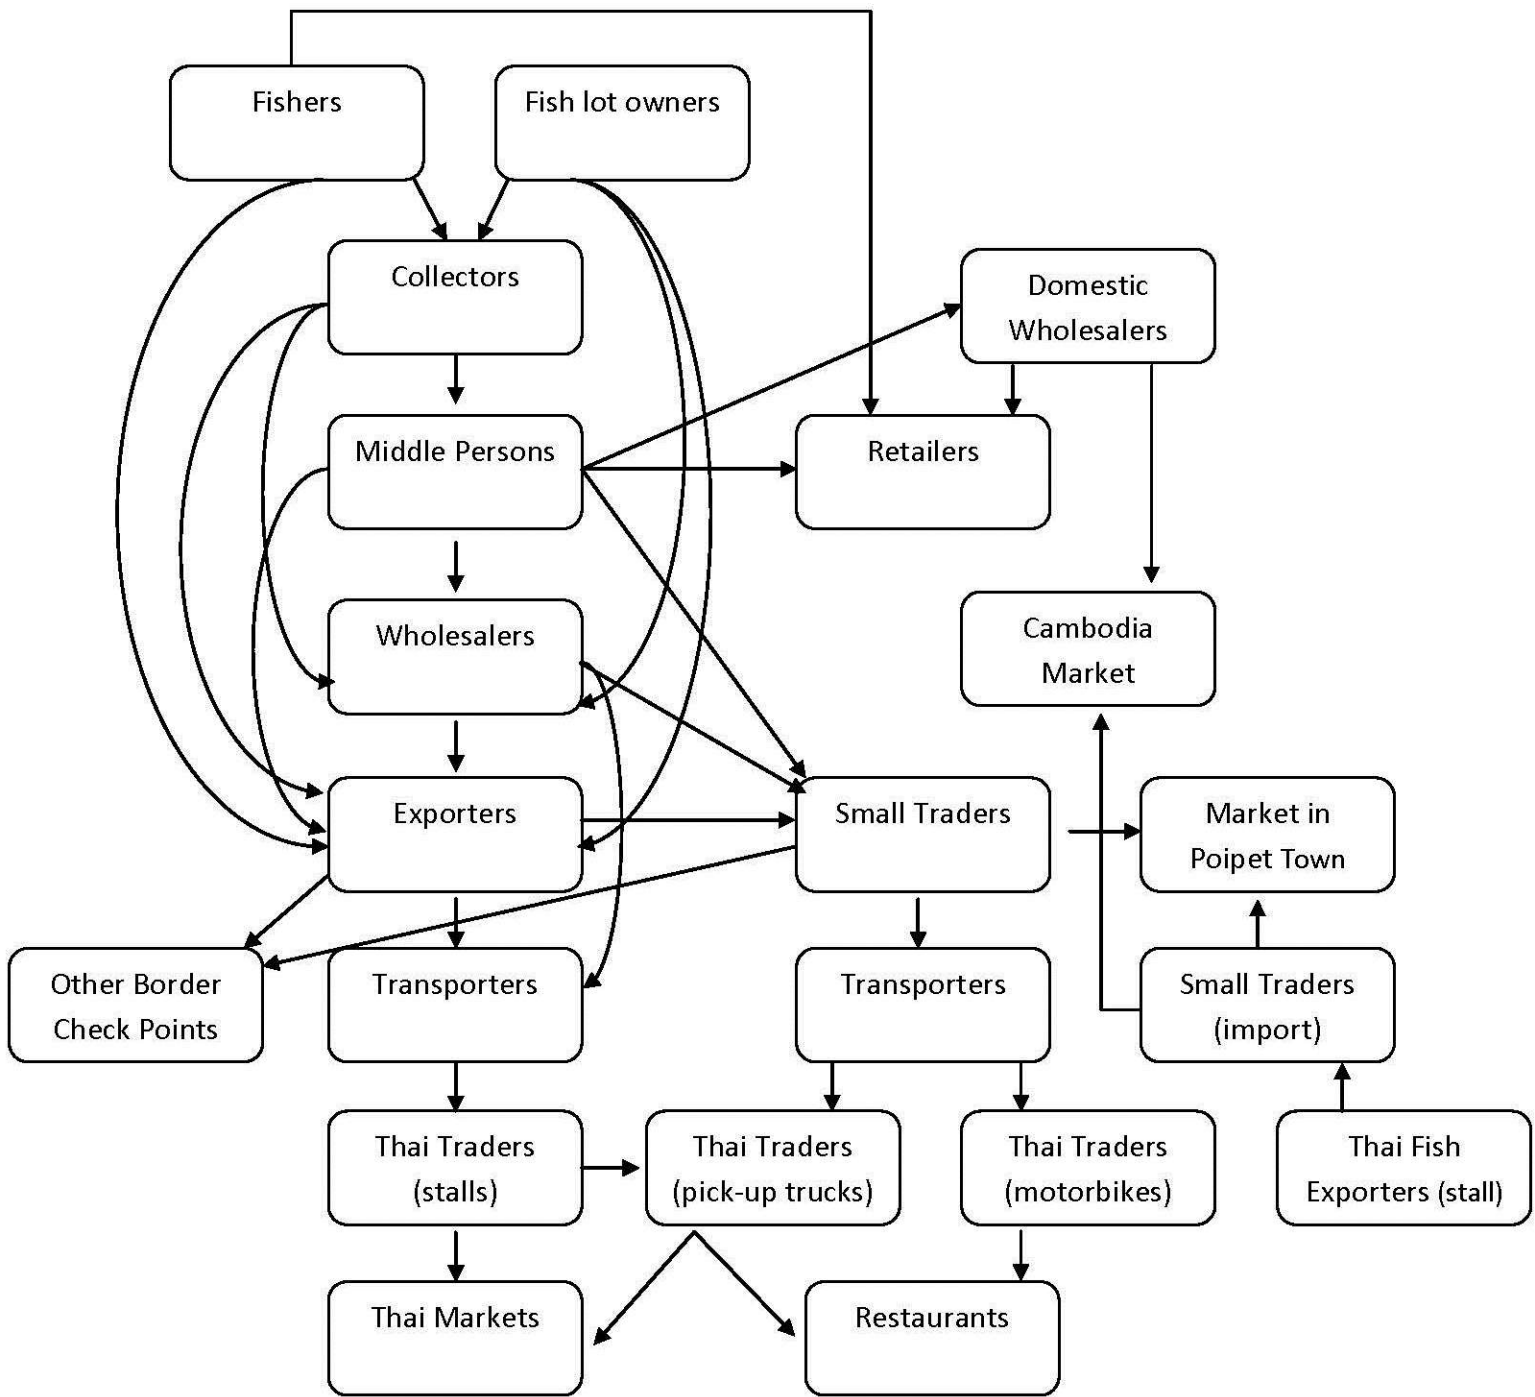 Fishers
Fish lot owners
Collectors
Domestic
Wholesalers
Middle Persons
Retailers
Wholesalers
Cambodia
Market
Exporters
Small Traders
Market in
Poipet Town
Other Border
Check Points
Transporters
Transporters
Small Traders
(import)
Thai Traders
(stalls)
Thai Traders
(pick-up trucks)
Thai Traders
(motorbikes)
Thai Fish
Exporters (stall)
Thai Markets
Restaurants